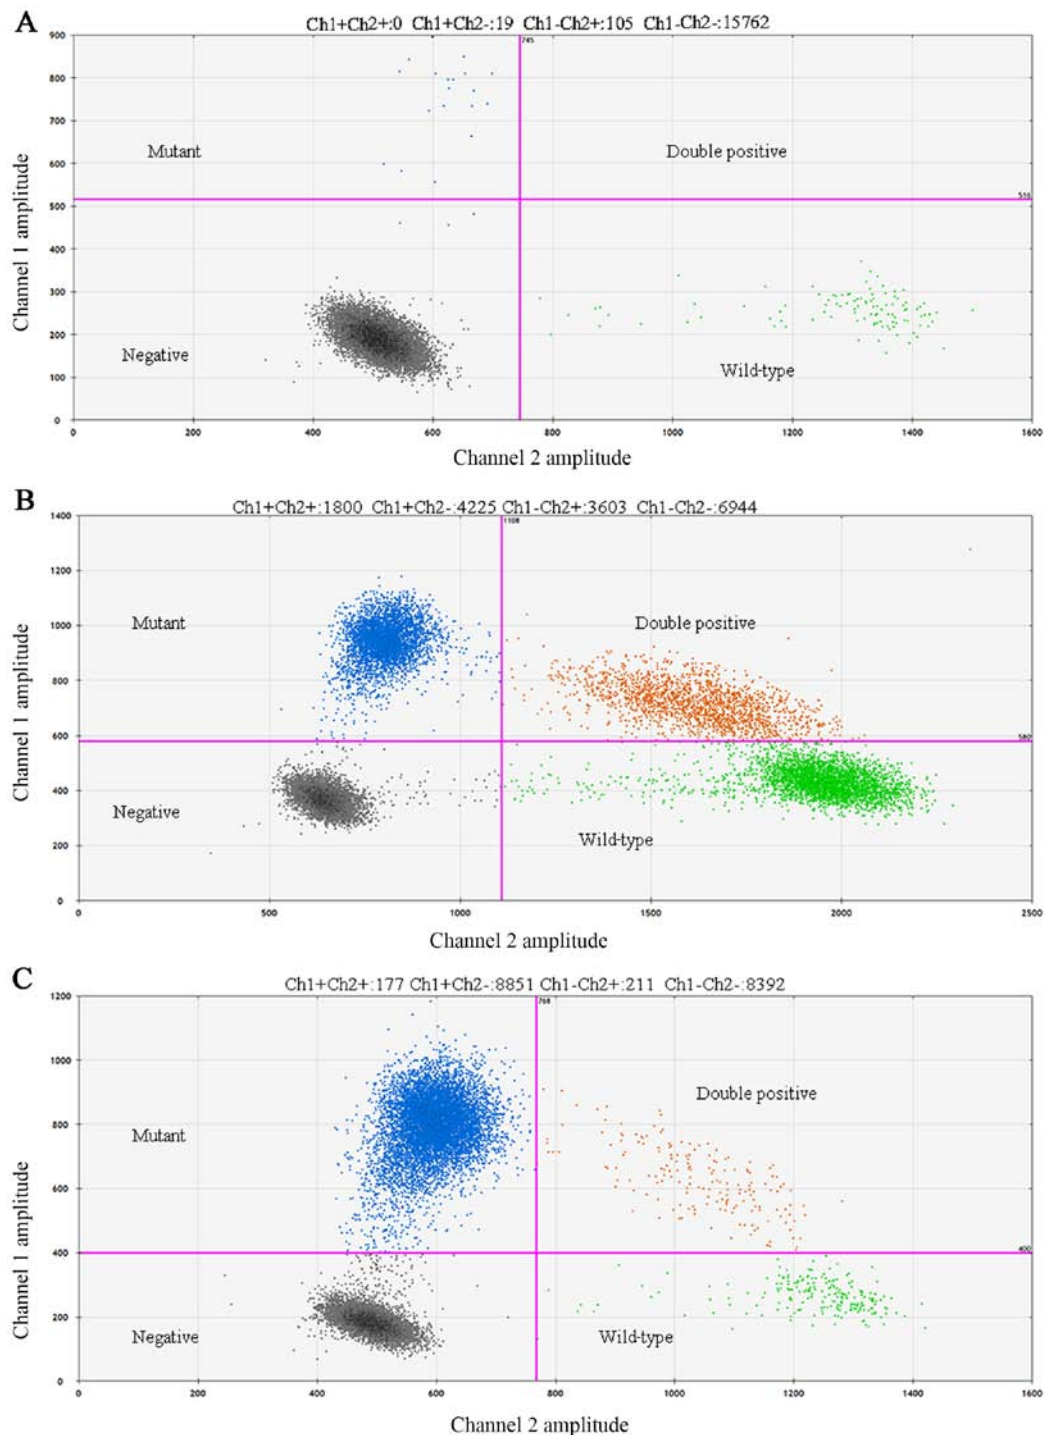 A
Ch1+Ch2+:0 Ch1+Ch2-:19 Ch1-Ch2+:105 Ch1-Ch2-:15762
900
745
800
700
Mutant
Double positive
600
516
500
400
300
200
Negative
Wild-type
100
0
0 200 400 600 800 1000 1200 1400 1600
Channel 1 amplitude
Channel 2 amplitude
B
Ch1+Ch2+:1800 Ch1+Ch2-:4225 Ch1-Ch2+:3603 Ch1-Ch2-:6944
1400
1108
1200
1000
Mutant
Double positive
800
600
580
400
Negative
Wild-type
200
0
0 500 1000 1500 2000 2500
Channel 1 amplitude
Channel 2 amplitude
C
Ch1+Ch2+:177 Ch1+Ch2-:8851 Ch1-Ch2+:211 Ch1-Ch2-:8392
1200
768
1000
Double positive
800
Mutant
600
400
400
200
Negative
Wild-type
0
0 200 400 600 800 1000 1200 1400 1600
Channel 1 amplitude
Channel 2 amplitude